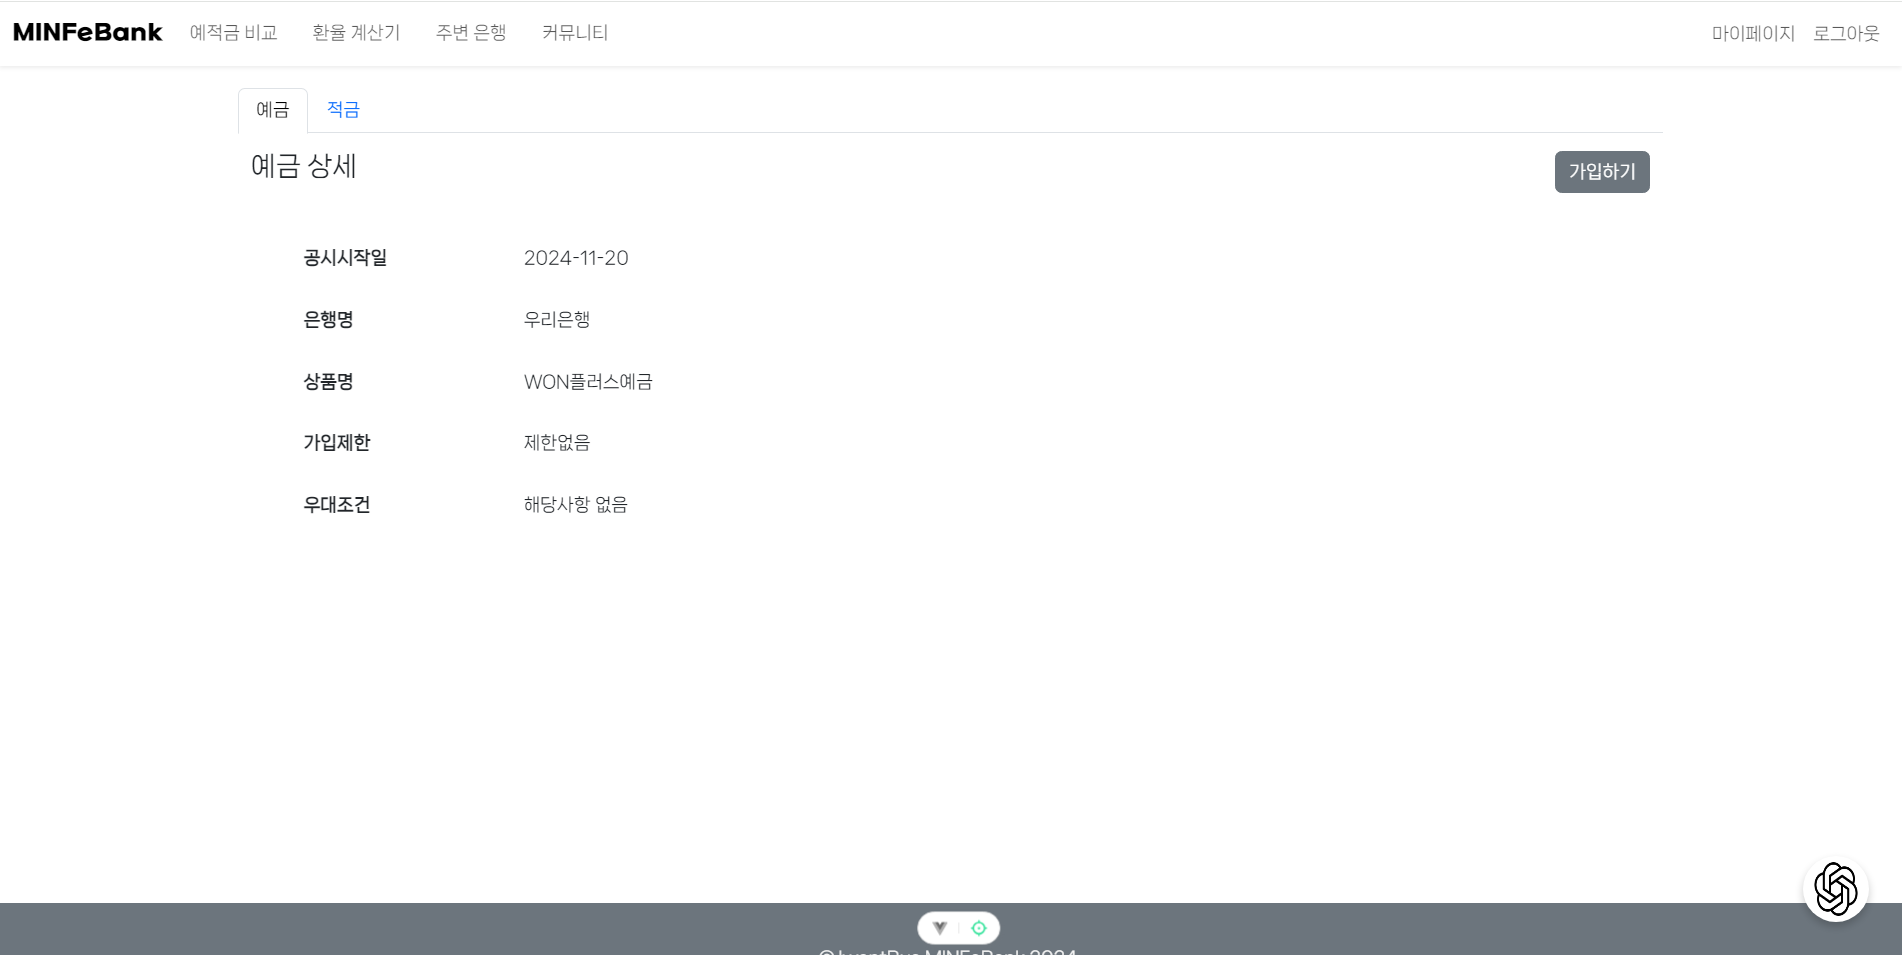 MINFeBank 예적금 비교 환율 계산기 주변 은행 커뮤니티 마이페이지 로그아웃
예금 적금
예금 상세 가입하기
공시시작일 2024-11-20
은행명 우리은행
상품명 WON플러스예금
가입제한 제한없음
우대조건 해당사항 없음
MINFeBank 2024